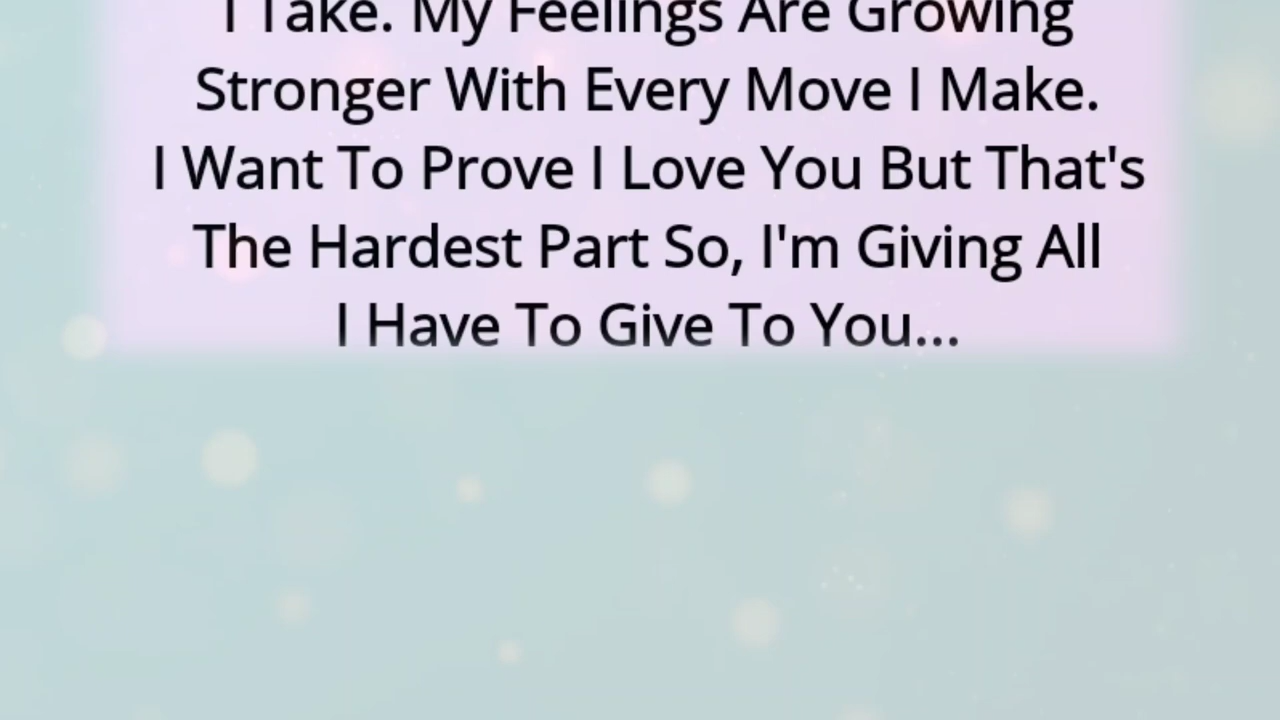 I Take. My Feelings Are Growing
Stronger With Every Move I Make.
I Want To Prove I Love You But That's
The Hardest Part So, I'm Giving All
I Have To Give To You...